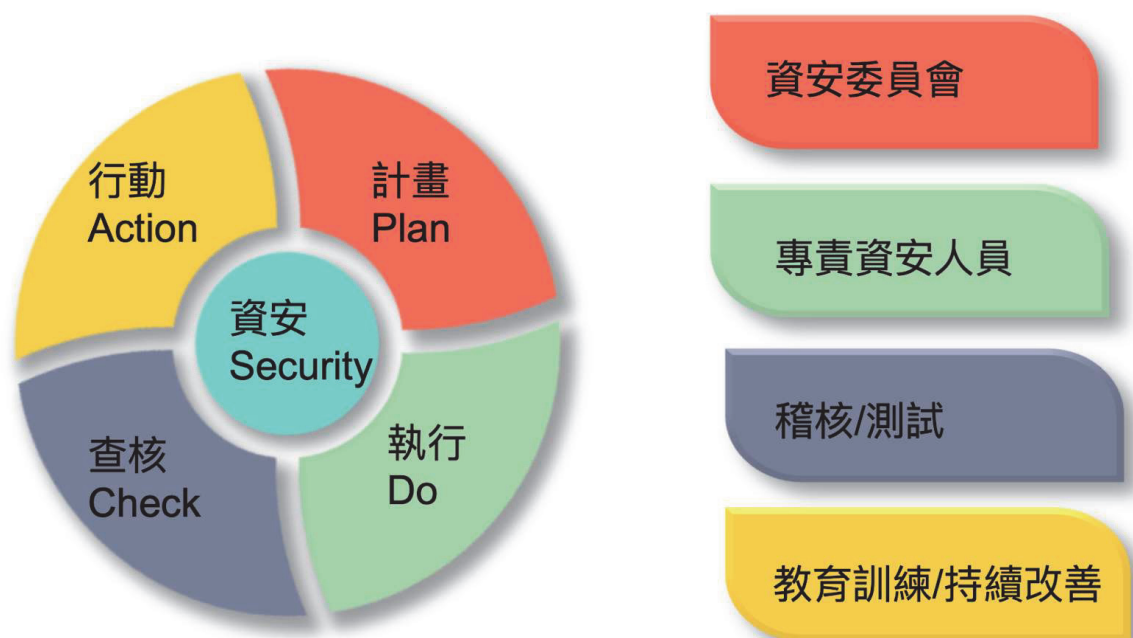 行動
Action
計畫
Plan
資安
Security
查核
Check
執行
Do
資安委員會
專責資安人員
稽核/測試
教育訓練/持續改善